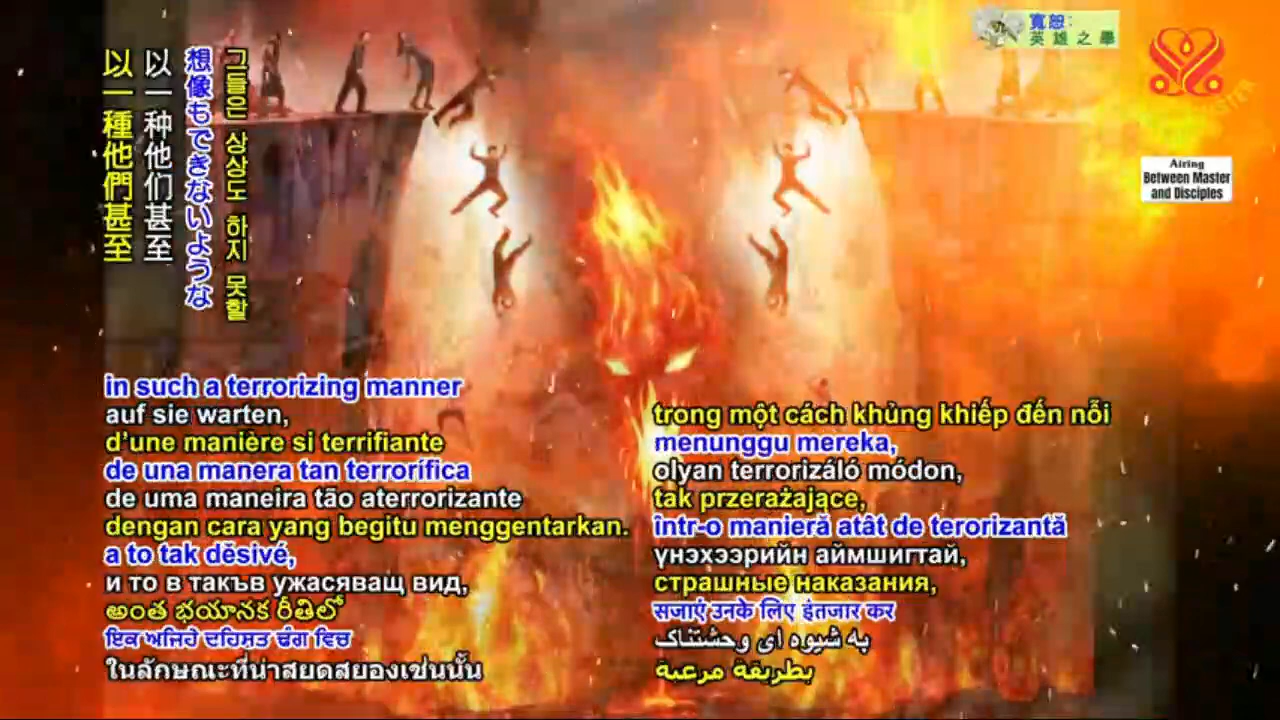 寬恕：
英雄之舉
Airing
Between Master
and Disciples
以一種他們甚至
以一种他们甚至
想像もできないような
그들은 상상도 하지 못할
in such a terrorizing manner
auf sie warten,
d’une manière si terrifiante
de una manera tan terrorífica
de uma maneira tão aterrorizante
dengan cara yang begitu menggentarkan.
a to tak děsivé,
и то в такъв ужасяващ вид,
అంత భయానక రీతిలో
ਇਕ ਅਜਿਹੇ ਦਹਿਸ਼ਤ ਢੰਗ ਵਿਚ
ในลักษณะที่น่าสยดสยองเช่นนั้น
trong một cách khủng khiếp đến nỗi
menunggu mereka,
olyan terrorizáló módon,
tak przerażające,
într-o manieră atât de terorizantă
үнэхээрийн аймшигтай,
страшные наказания,
सजाएं उनके लिए इंतजार कर
به شیوه ای وحشتناک
بطريقة مرعبة